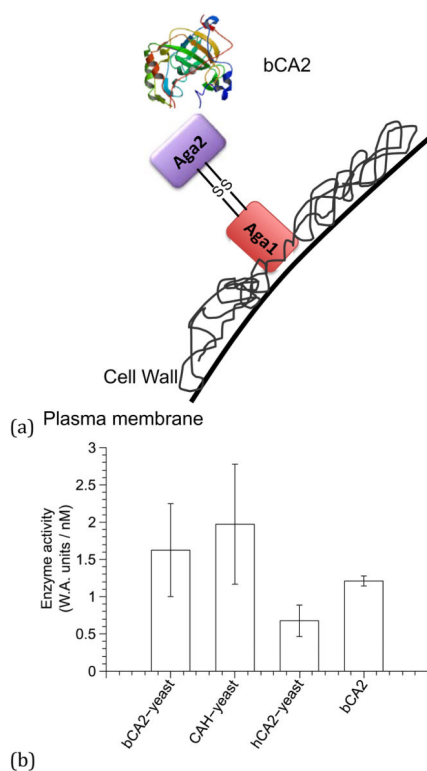 bCA2
Aga2
SS
Aga1
Cell Wall
(a) Plasma membrane
3
2.5
2
1.5
1
0.5
0
Enzyme activity
(W.A. units / nM)
bCA2-yeast
CAH-yeast
hCA2-yeast
bCA2
(b)